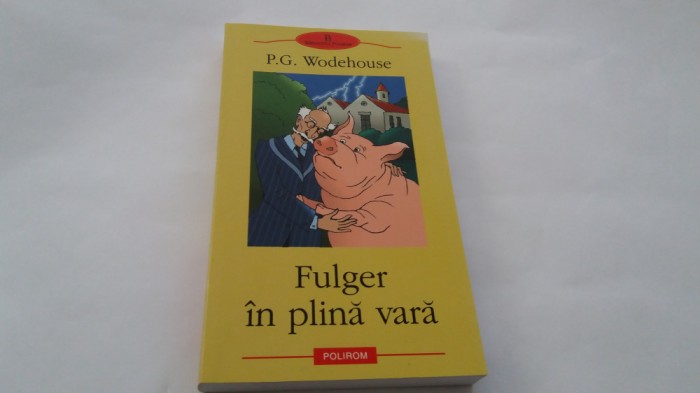 P.G. Wodehouse
Fulger
în plină vară
POLIROM